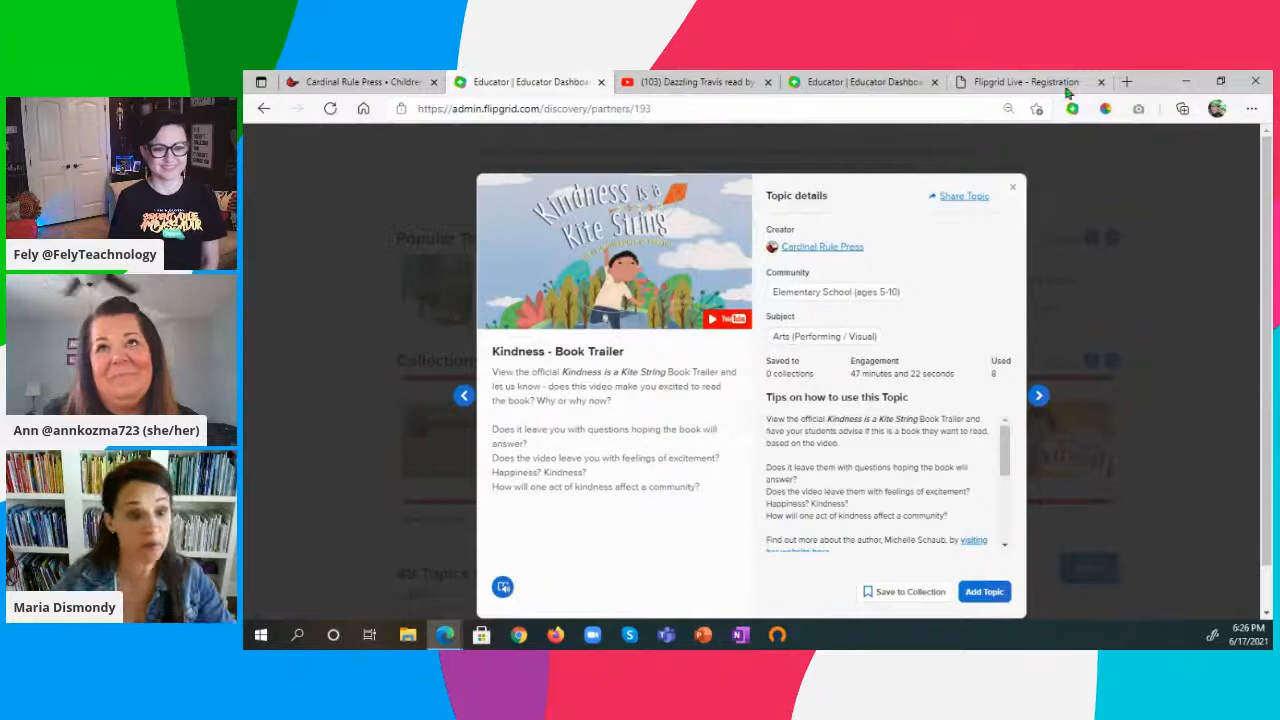 Cardinal Rule Press • Childre
Educator | Educator Dashboa
(103) Dazzling Travis read by
Educator | Educator Dashboa
Flipgrid Live - Registration
https://admin.flipgrid.com/discovery/partners/193
Fely @FelyTeachnology
Ann @annkozma723 (she/her)
Maria Dismondy
Kindness is a
Kite String
YouTube
Kindness - Book Trailer
View the official Kindness is a Kite String Book Trailer and
let us know - does this video make you excited to read
the book? Why or why now?
Does it leave you with questions hoping the book will
answer?
Does the video leave you with feelings of excitement?
Happiness? Kindness?
How will one act of kindness affect a community?
Topic details
Share Topic
Creator
Cardinal Rule Press
Community
Elementary School (ages 5-10)
Subject
Arts (Performing / Visual)
Saved to
0 collections
Engagement
47 minutes and 22 seconds
Used
8
Tips on how to use this Topic
View the official Kindness is a Kite String Book Trailer and
have your students advise if this is a book they want to read,
based on the video.
Does it leave them with questions hoping the book will
answer?
Does the video leave them with feelings of excitement?
Happiness? Kindness?
How will one act of kindness affect a community?
Find out more about the author, Michelle Schaub, by visiting
her website here
Save to Collection
Add Topic
6:26 PM
6/17/2021